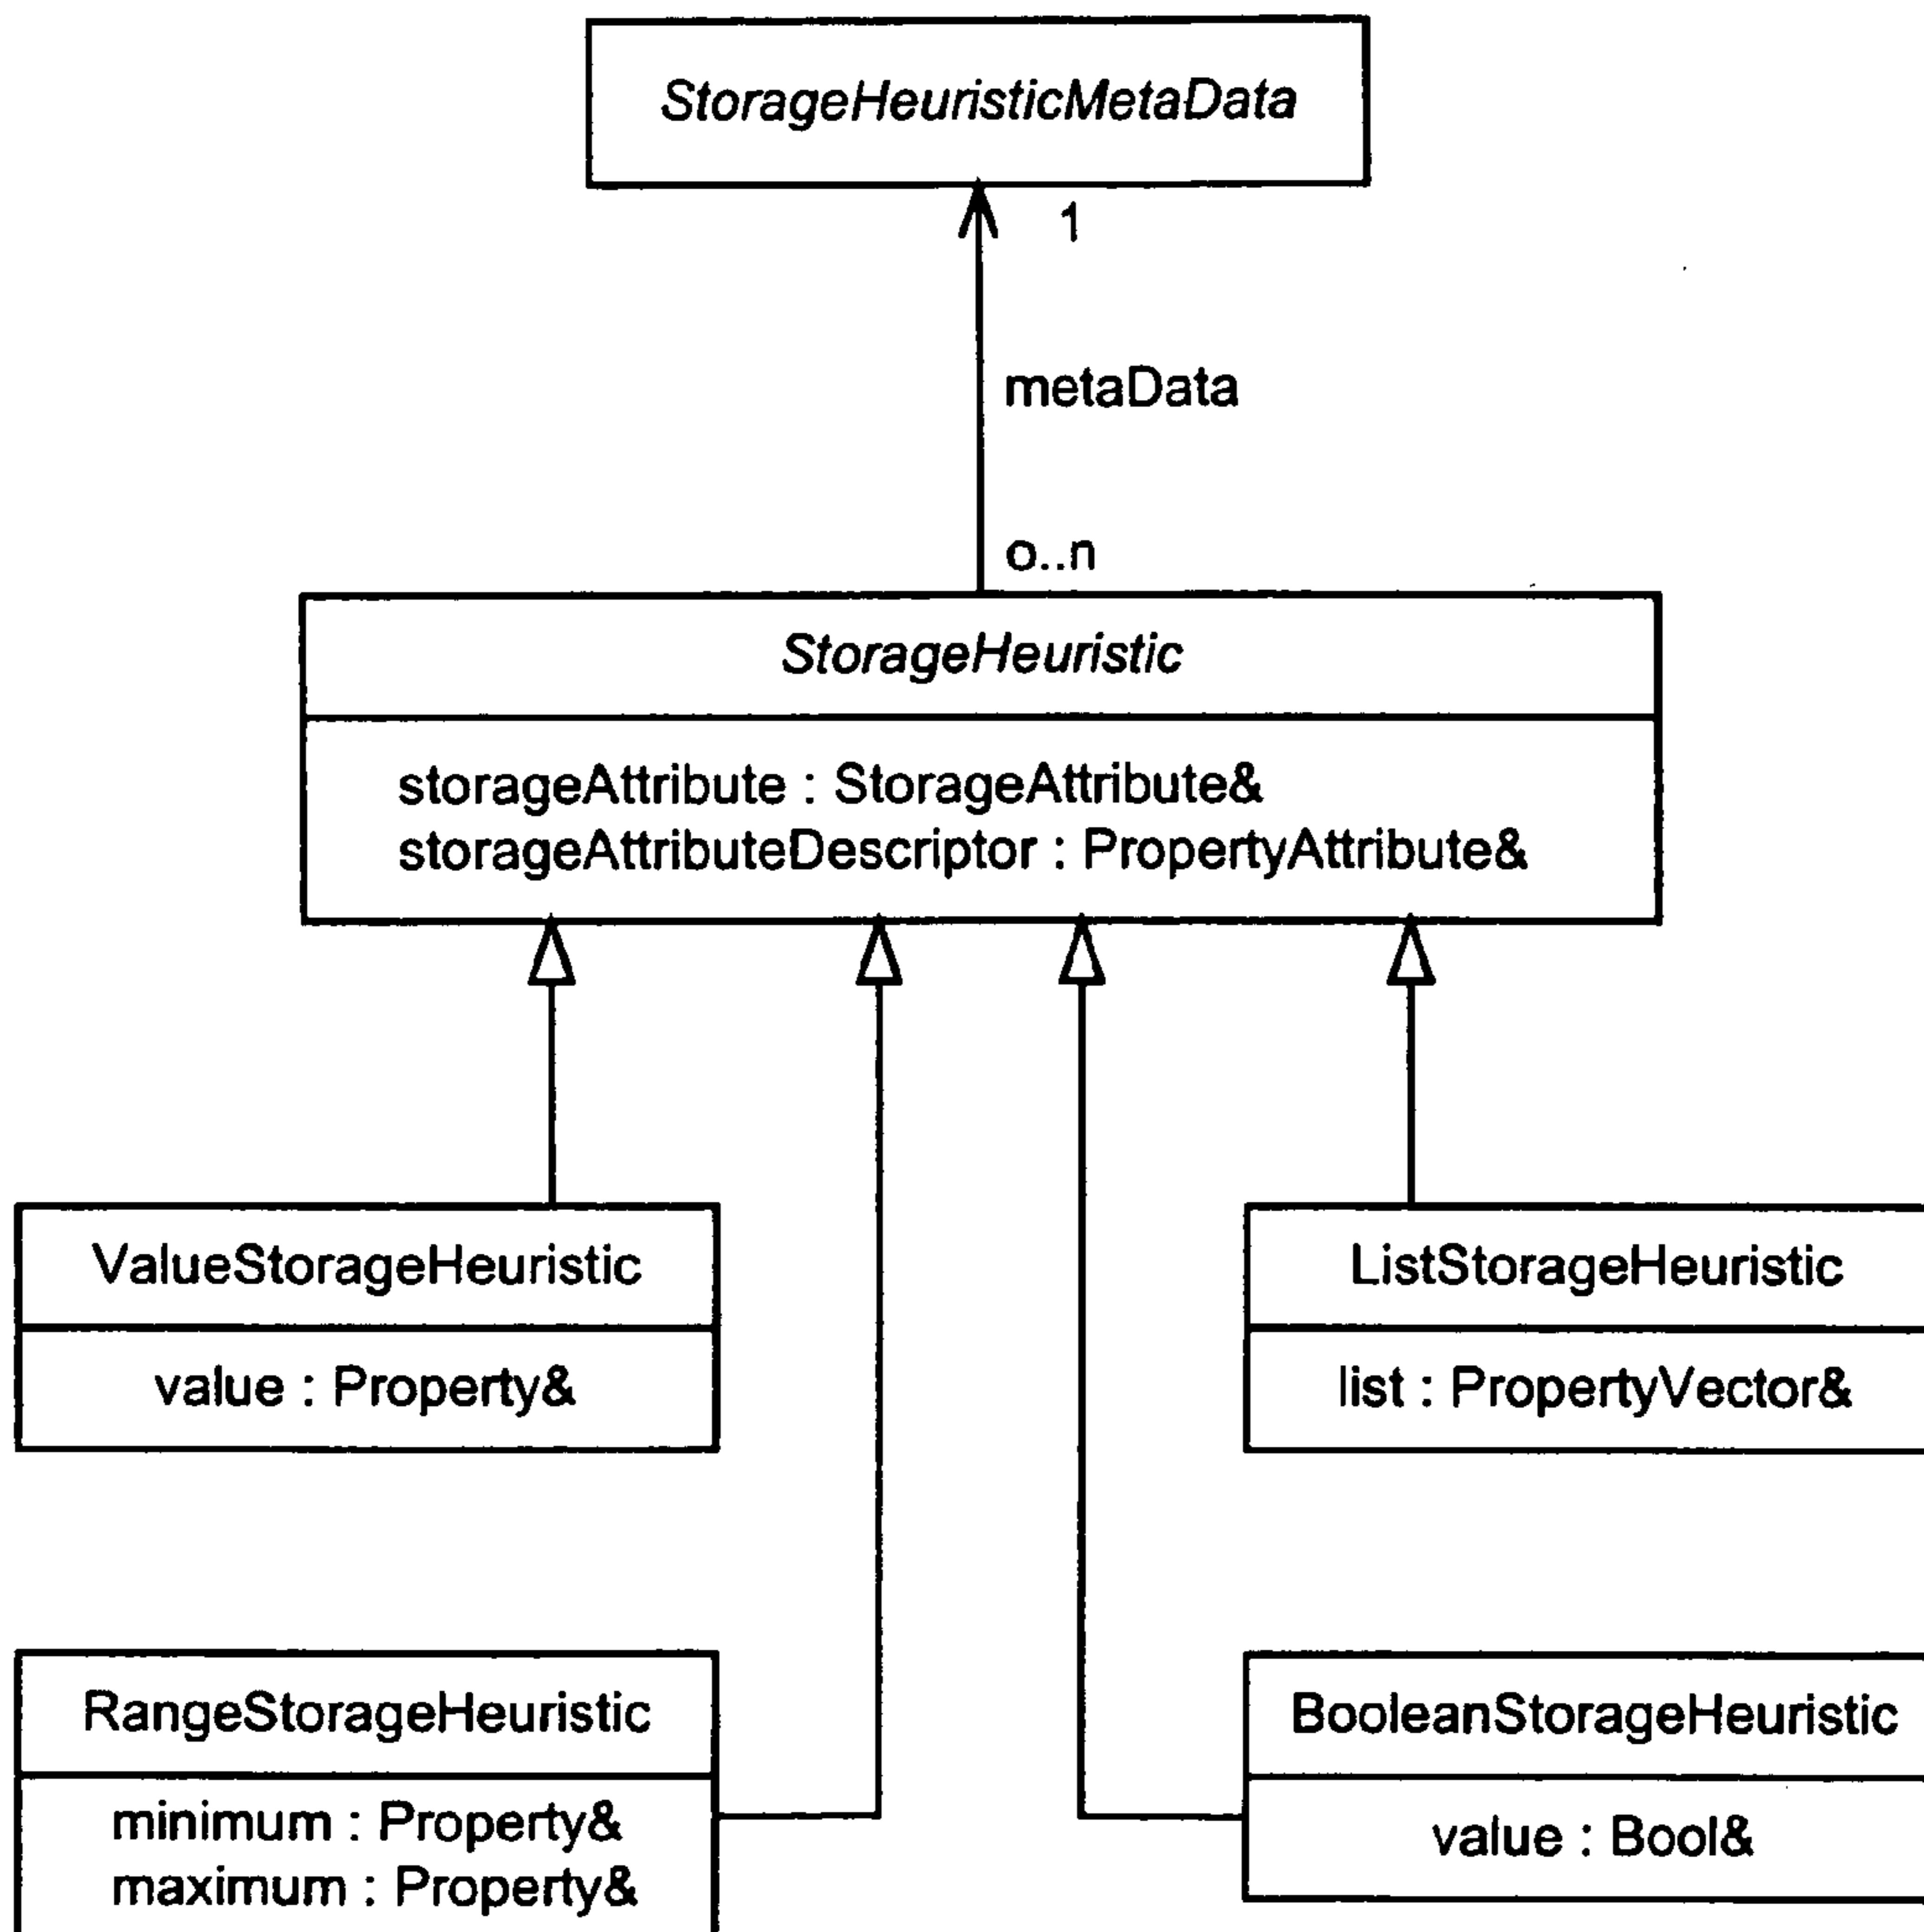 StorageHeuristicMetaData
1
metaData
o..n
StorageHeuristic
storageAttribute : StorageAttribute&
storageAttributeDescriptor : PropertyAttribute&
ValueStorageHeuristic
value : Property&
ListStorageHeuristic
list : PropertyVector&
RangeStorageHeuristic
minimum : Property&
maximum : Property&
BooleanStorageHeuristic
value : Bool&